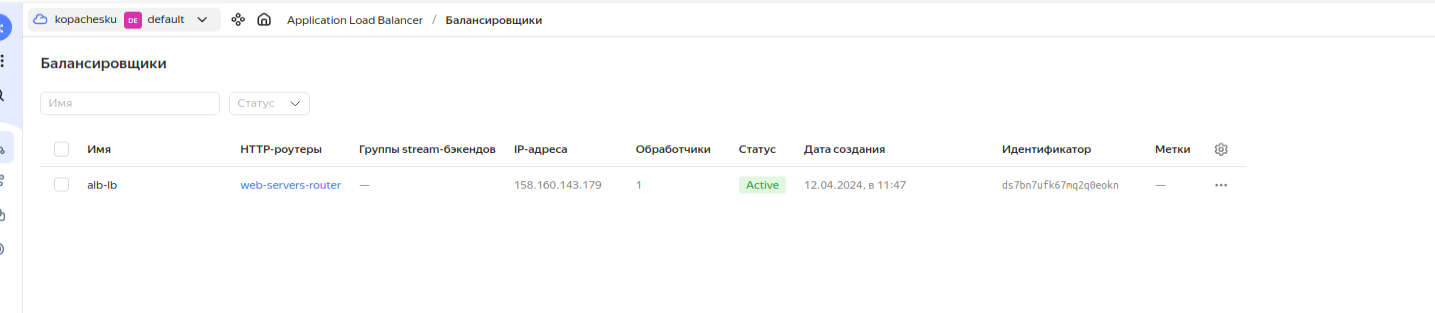 kopachesku DE default Application Load Balancer / Балансировщики
Балансировщики
Имя Статус
Имя HTTP-роутеры Группы stream-бэкендов IP-адреса Обработчики Статус Дата создания Идентификатор Метки
alb-lb web-servers-router — 158.160.143.179 1 Active 12.04.2024, в 11:47 ds7bn7ufk67mq2q0eokn —